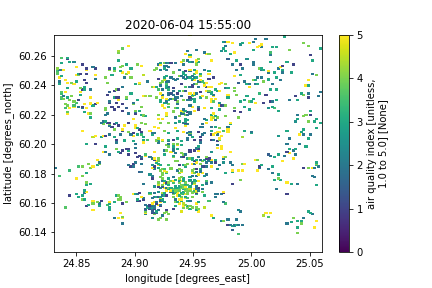 2020-06-04 15:55:00
60.26
60.24
60.22
60.20
60.18
60.16
60.14
latitude [degrees_north]
24.85 24.90 24.95 25.00 25.05
longitude [degrees_east]
5
4
3
2
1
0
air quality index [unitless,
1.0 to 5.0] [None]